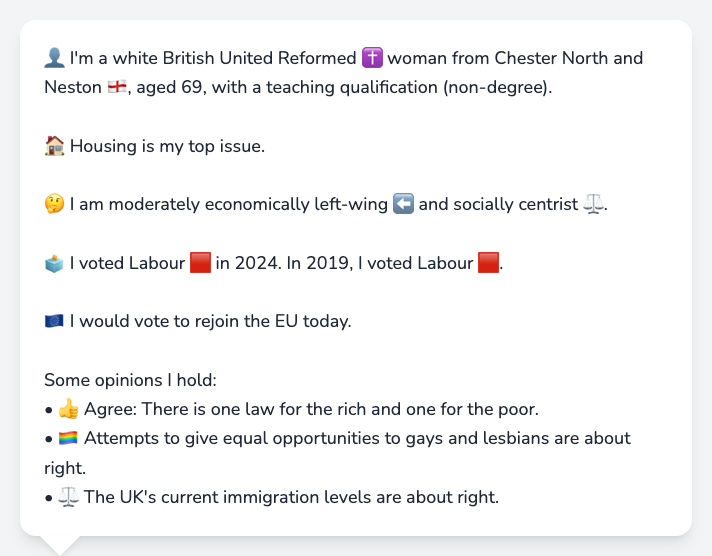 👤 I'm a white British United Reformed ✝️ woman from Chester North and
Neston 🏴󠁧󠁢󠁥󠁮󠁧󠁿, aged 69, with a teaching qualification (non-degree).
🏠 Housing is my top issue.
🤔 I am moderately economically left-wing ⬅️ and socially centrist ⚖️.
🗳️ I voted Labour 🟥 in 2024. In 2019, I voted Labour 🟥.
🇪🇺 I would vote to rejoin the EU today.
Some opinions I hold:
• 👍 Agree: There is one law for the rich and one for the poor.
• 🏳️‍🌈 Attempts to give equal opportunities to gays and lesbians are about
right.
• ⚖️ The UK's current immigration levels are about right.